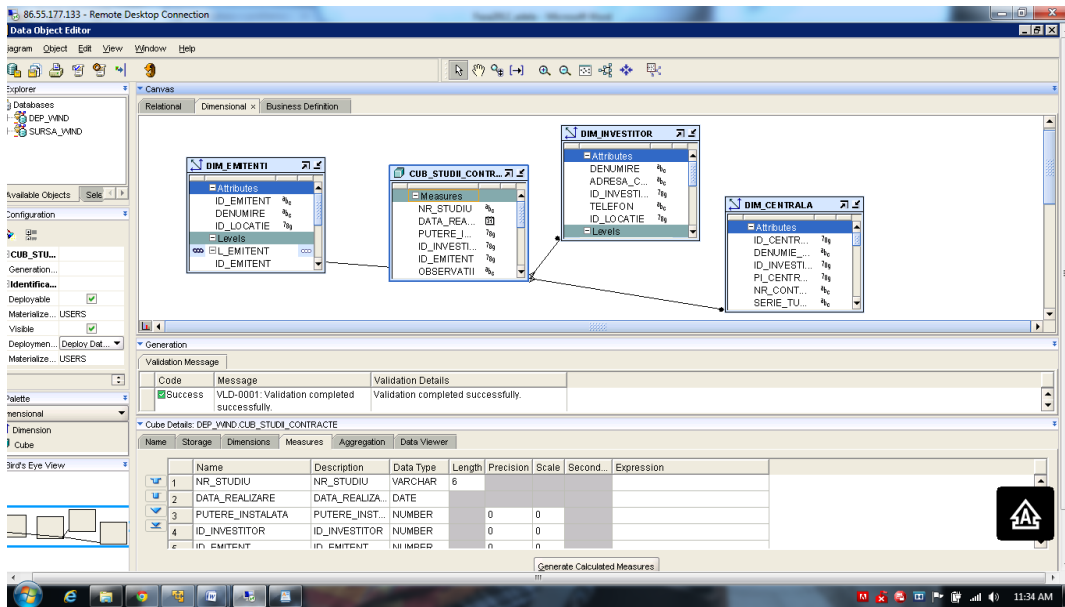 86.55.177.133 - Remote Desktop Connection
Data Object Editor
iagram Object Edit View Window Help
Explorer
Databases
DEP_WIND
SURSA_WIND
Available Objects Sele
Configuration
CUB_STU...
Generation...
Identifica...
Deployable
Materialize... USERS
Visible
Deploymen... Deploy Dat...
Materialize... USERS
Palette
mensional
Dimension
Cube
Bird's Eye View
Canvas
Relational Dimensional × Business Definition
DIM_EMITENTI
Attributes
ID_EMITENT
DENUMIRE
ID_LOCATIE
Levels
L_EMITENT
ID_EMITENT
CUB_STUDII_CONTR...
Measures
NR_STUDIU
DATA_REA...
PUTERE_I...
ID_INVESTI...
ID_EMITENT
OBSERVATII
DIM_INVESTITOR
Attributes
DENUMIRE
ADRESA_C...
ID_INVESTI...
TELEFON
ID_LOCATIE
Levels
DIM_CENTRALA
Attributes
ID_CENTR...
DENUMIE_...
ID_INVESTI...
PI_CENTR...
NR_CONT...
SERIE_TU...
Generation
Validation Message
Code Message Validation Details
Success VLD-0001: Validation completed successfully. Validation completed successfully.
Cube Details: DEP_WIND.CUB_STUDII_CONTRACTE
Name Storage Dimensions Measures Aggregation Data Viewer
Name Description Data Type Length Precision Scale Second... Expression
1 NR_STUDIU NR_STUDIU VARCHAR 6
2 DATA_REALIZARE DATA_REALIZA... DATE
3 PUTERE_INSTALATA PUTERE_INST... NUMBER 0 0
4 ID_INVESTITOR ID_INVESTITOR NUMBER 0 0
5 ID_EMITENT ID_EMITENT NUMBER 0 0
Generate Calculated Measures
11:34 AM